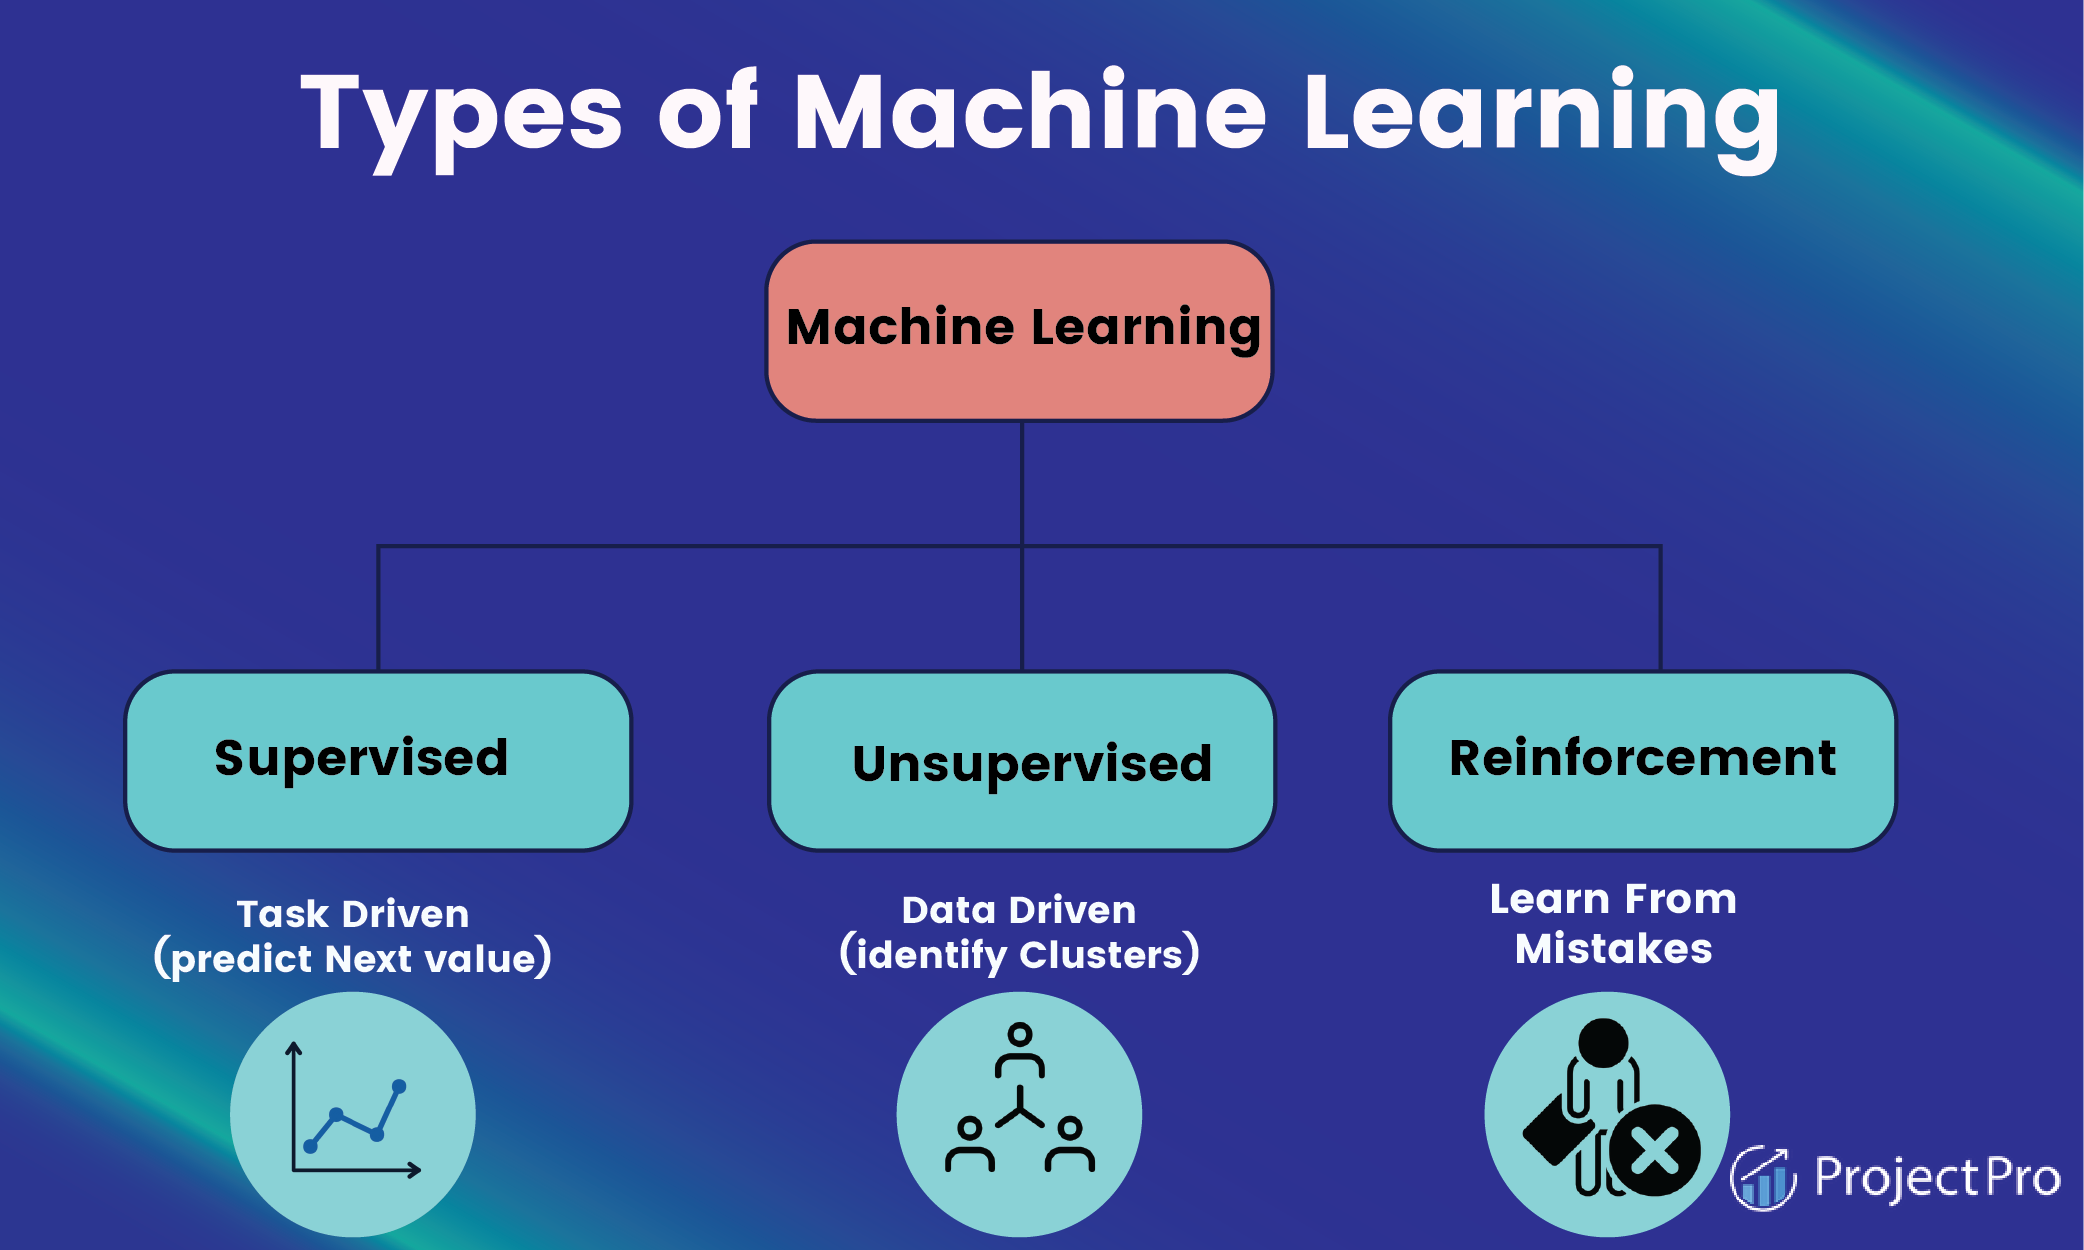 Types of Machine Learning
Machine Learning
Supervised
Unsupervised
Reinforcement
Task Driven
(predict Next value)
Data Driven
(identify Clusters)
Learn From
Mistakes
ProjectPro